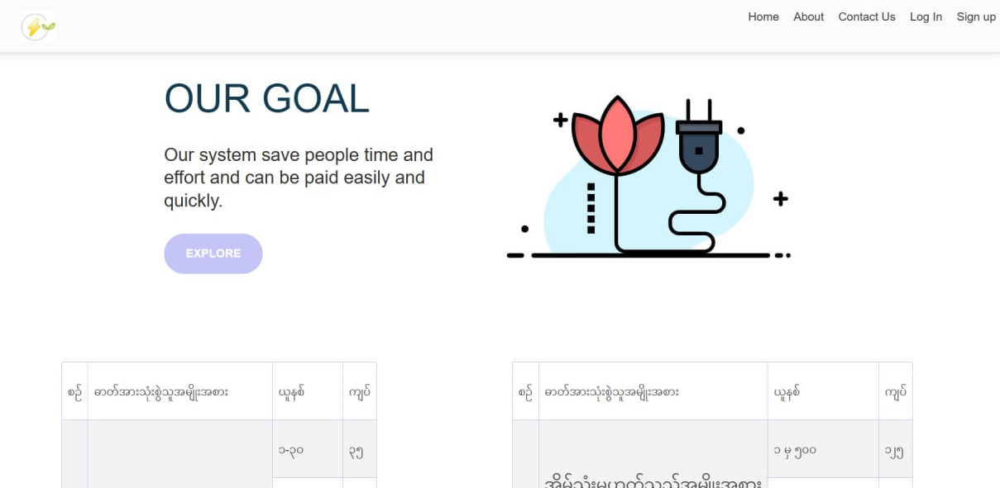 Home About Contact Us Log In Sign up
OUR GOAL
Our system save people time and
effort and can be paid easily and
quickly.
EXPLORE
စဉ် ဓာတ်အားသုံးစွဲသူအမျိုးအစား ယူနစ် ကျပ်
၁-၃၀ ၃၅
စဉ် ဓာတ်အားသုံးစွဲသူအမျိုးအစား ယူနစ် ကျပ်
၁ မှ ၅၀၀ ၁၂၅
အိမ်သုံးမဟုတ်သည့်အမျိုးအစား